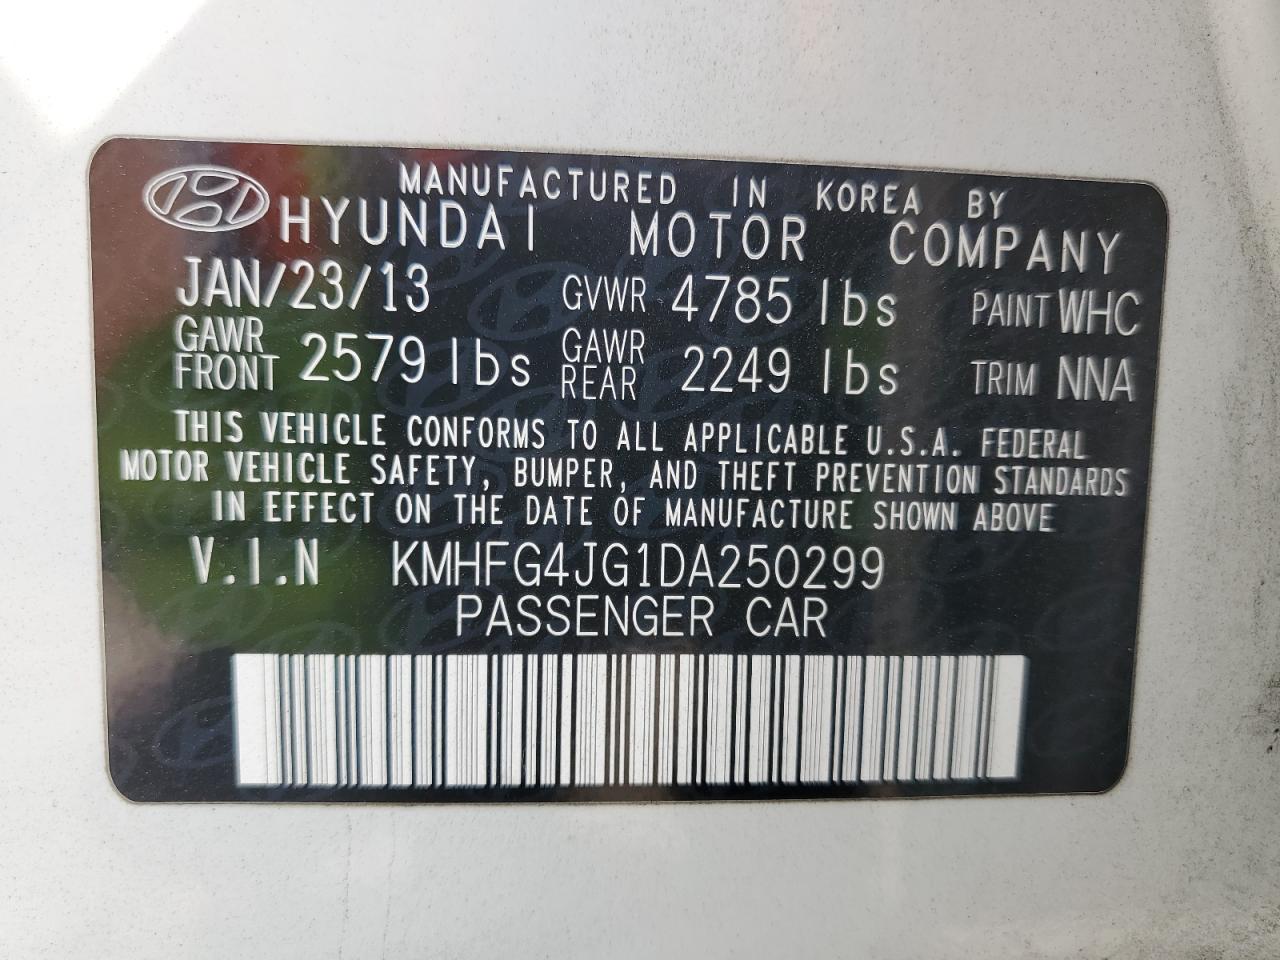 MANUFACTURED IN KOREA BY
HYUNDAI MOTOR COMPANY
JAN/23/13 GVWR 4785 lbs PAINT WHC
GAWR FRONT 2579 lbs GAWR REAR 2249 lbs TRIM NNA
THIS VEHICLE CONFORMS TO ALL APPLICABLE U.S.A. FEDERAL
MOTOR VEHICLE SAFETY, BUMPER, AND THEFT PREVENTION STANDARDS
IN EFFECT ON THE DATE OF MANUFACTURE SHOWN ABOVE
V.I.N KMHFG4JG1DA250299
PASSENGER CAR